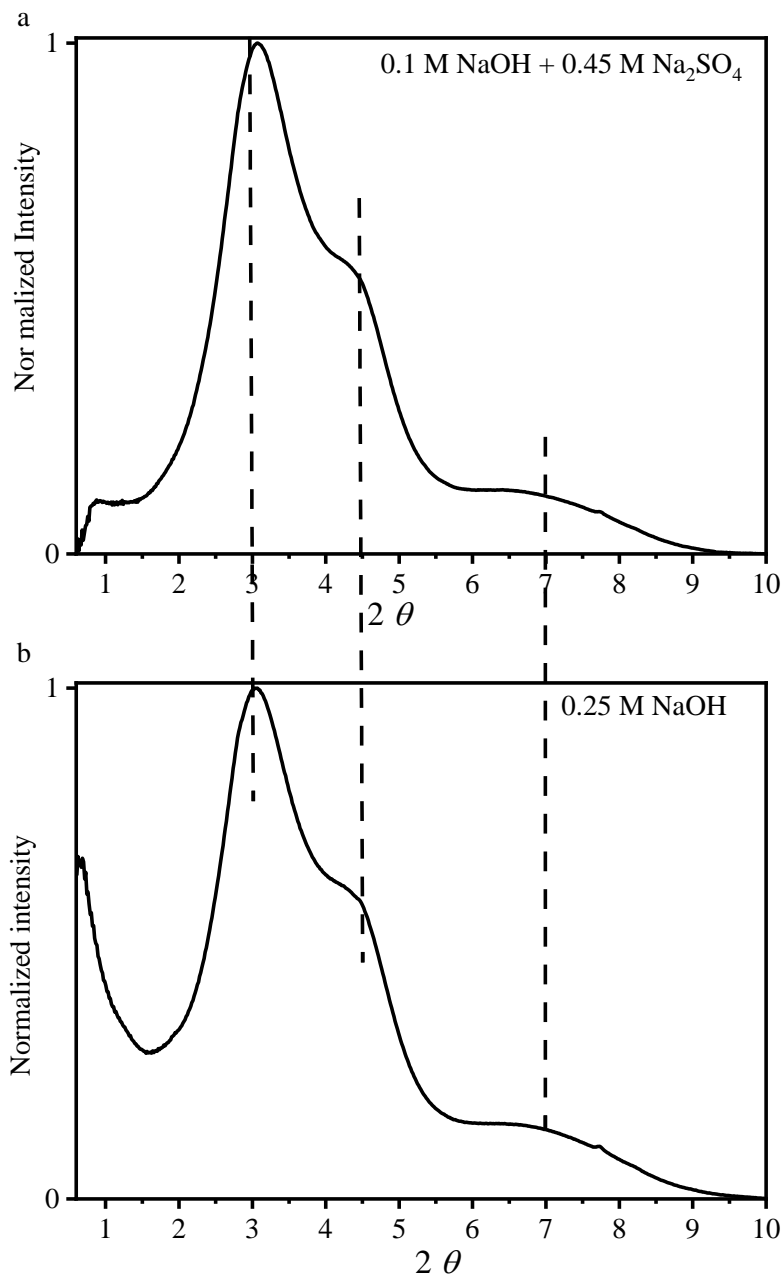 a
1
0.1 M NaOH + 0.45 M Na₂SO₄
Nor malized Intensity
0
1 2 3 4 5 6 7 8 9 10
2 θ
b
1
0.25 M NaOH
Normalized intensity
0
1 2 3 4 5 6 7 8 9 10
2 θ